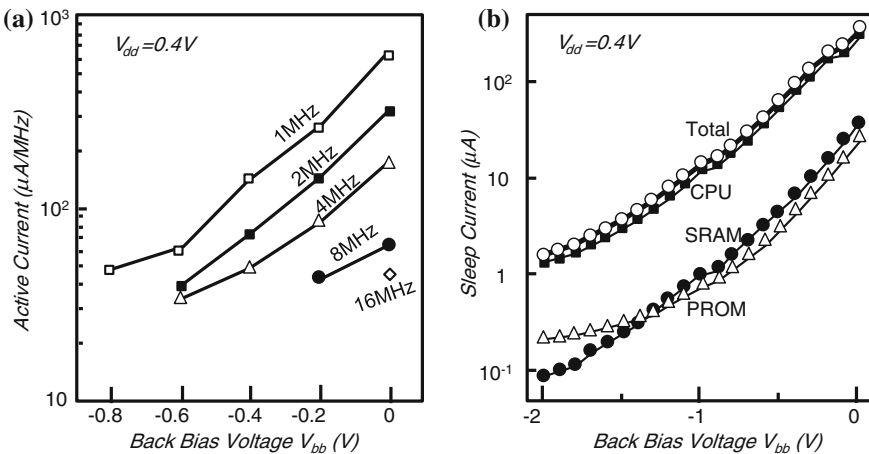 (a)
V_dd=0.4V
10³
10²
10
Active Current (μA/MHz)
1MHz
2MHz
4MHz
8MHz
16MHz
-0.8 -0.6 -0.4 -0.2 0
Back Bias Voltage V_bb (V)
(b)
V_dd=0.4V
10²
10
1
10⁻¹
Sleep Current (μA)
Total
CPU
SRAM
PROM
-2 -1 0
Back Bias Voltage V_bb (V)